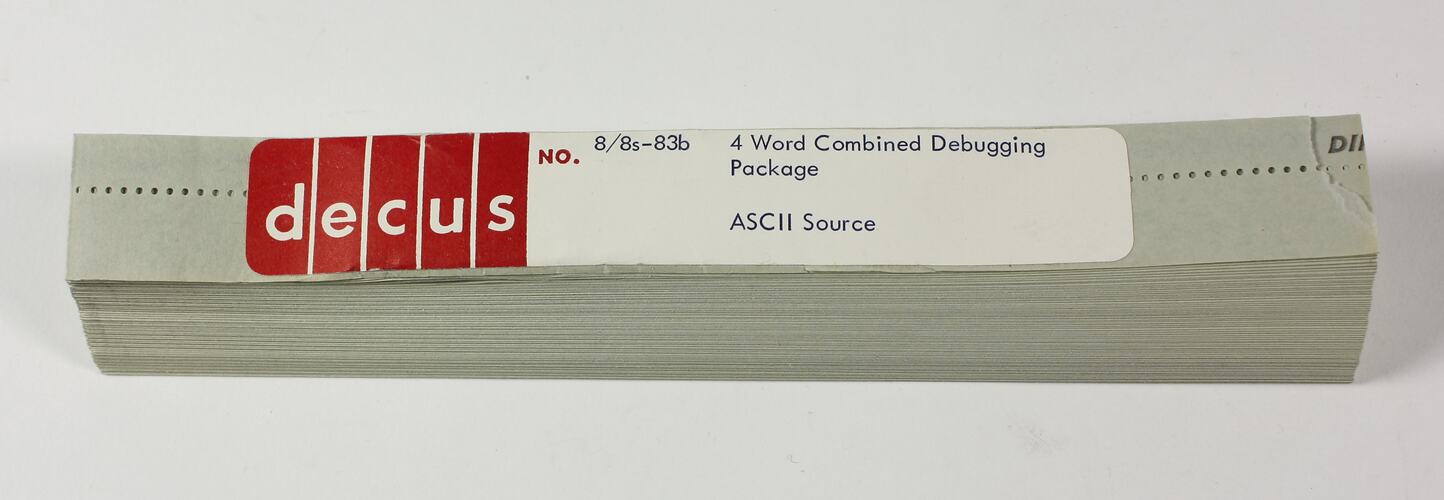 decus
NO. 8/8s-83b
4 Word Combined Debugging
Package
ASCII Source